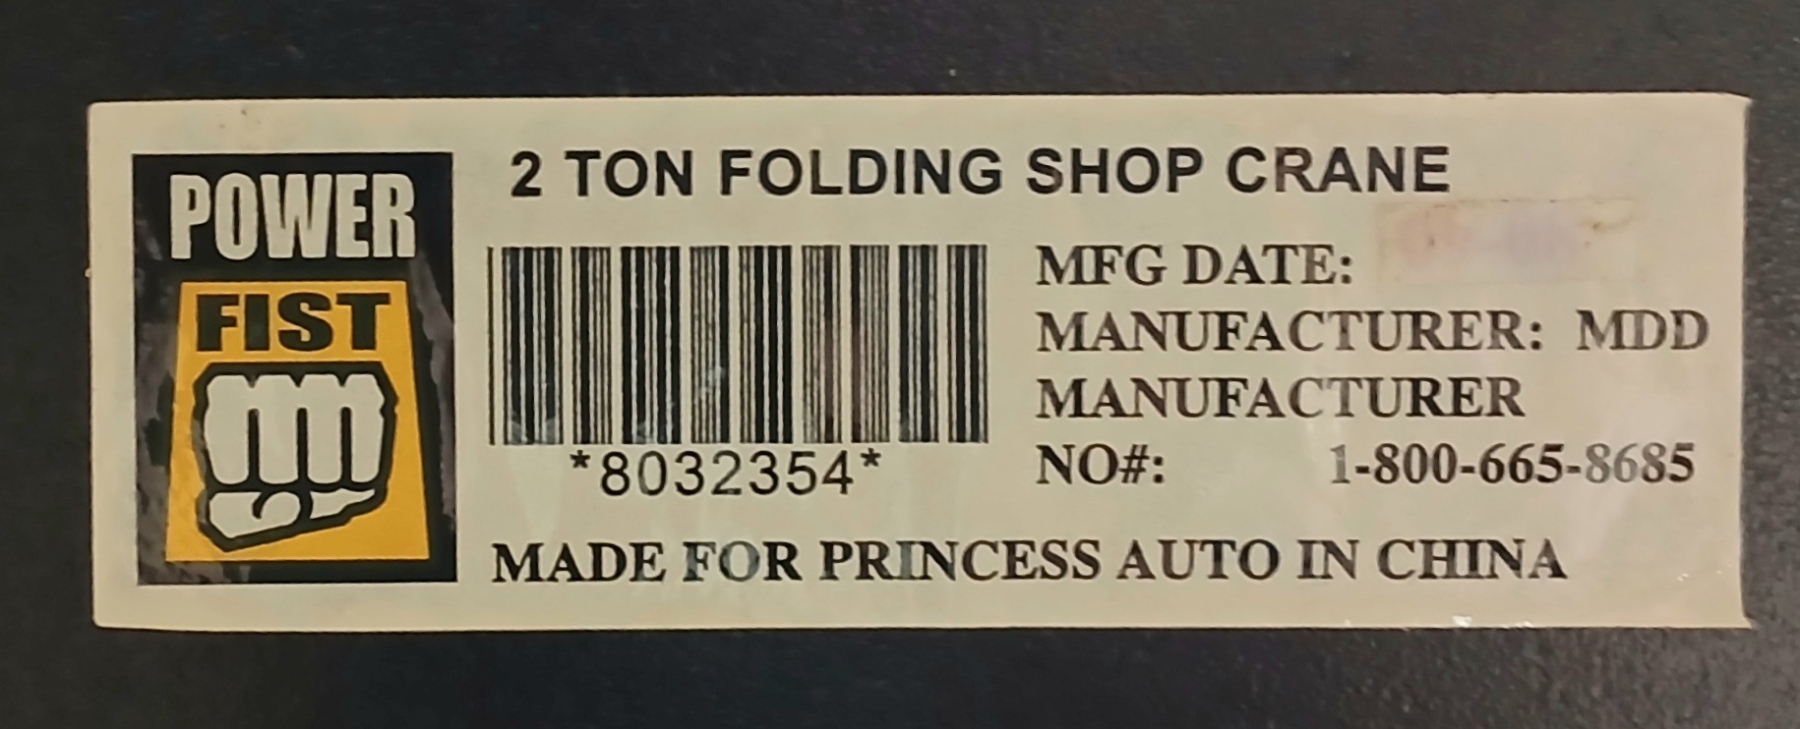 POWER
FIST
2 TON FOLDING SHOP CRANE
*8032354*
MFG DATE:
MANUFACTURER: MDD
MANUFACTURER
NO#: 1-800-665-8685
MADE FOR PRINCESS AUTO IN CHINA